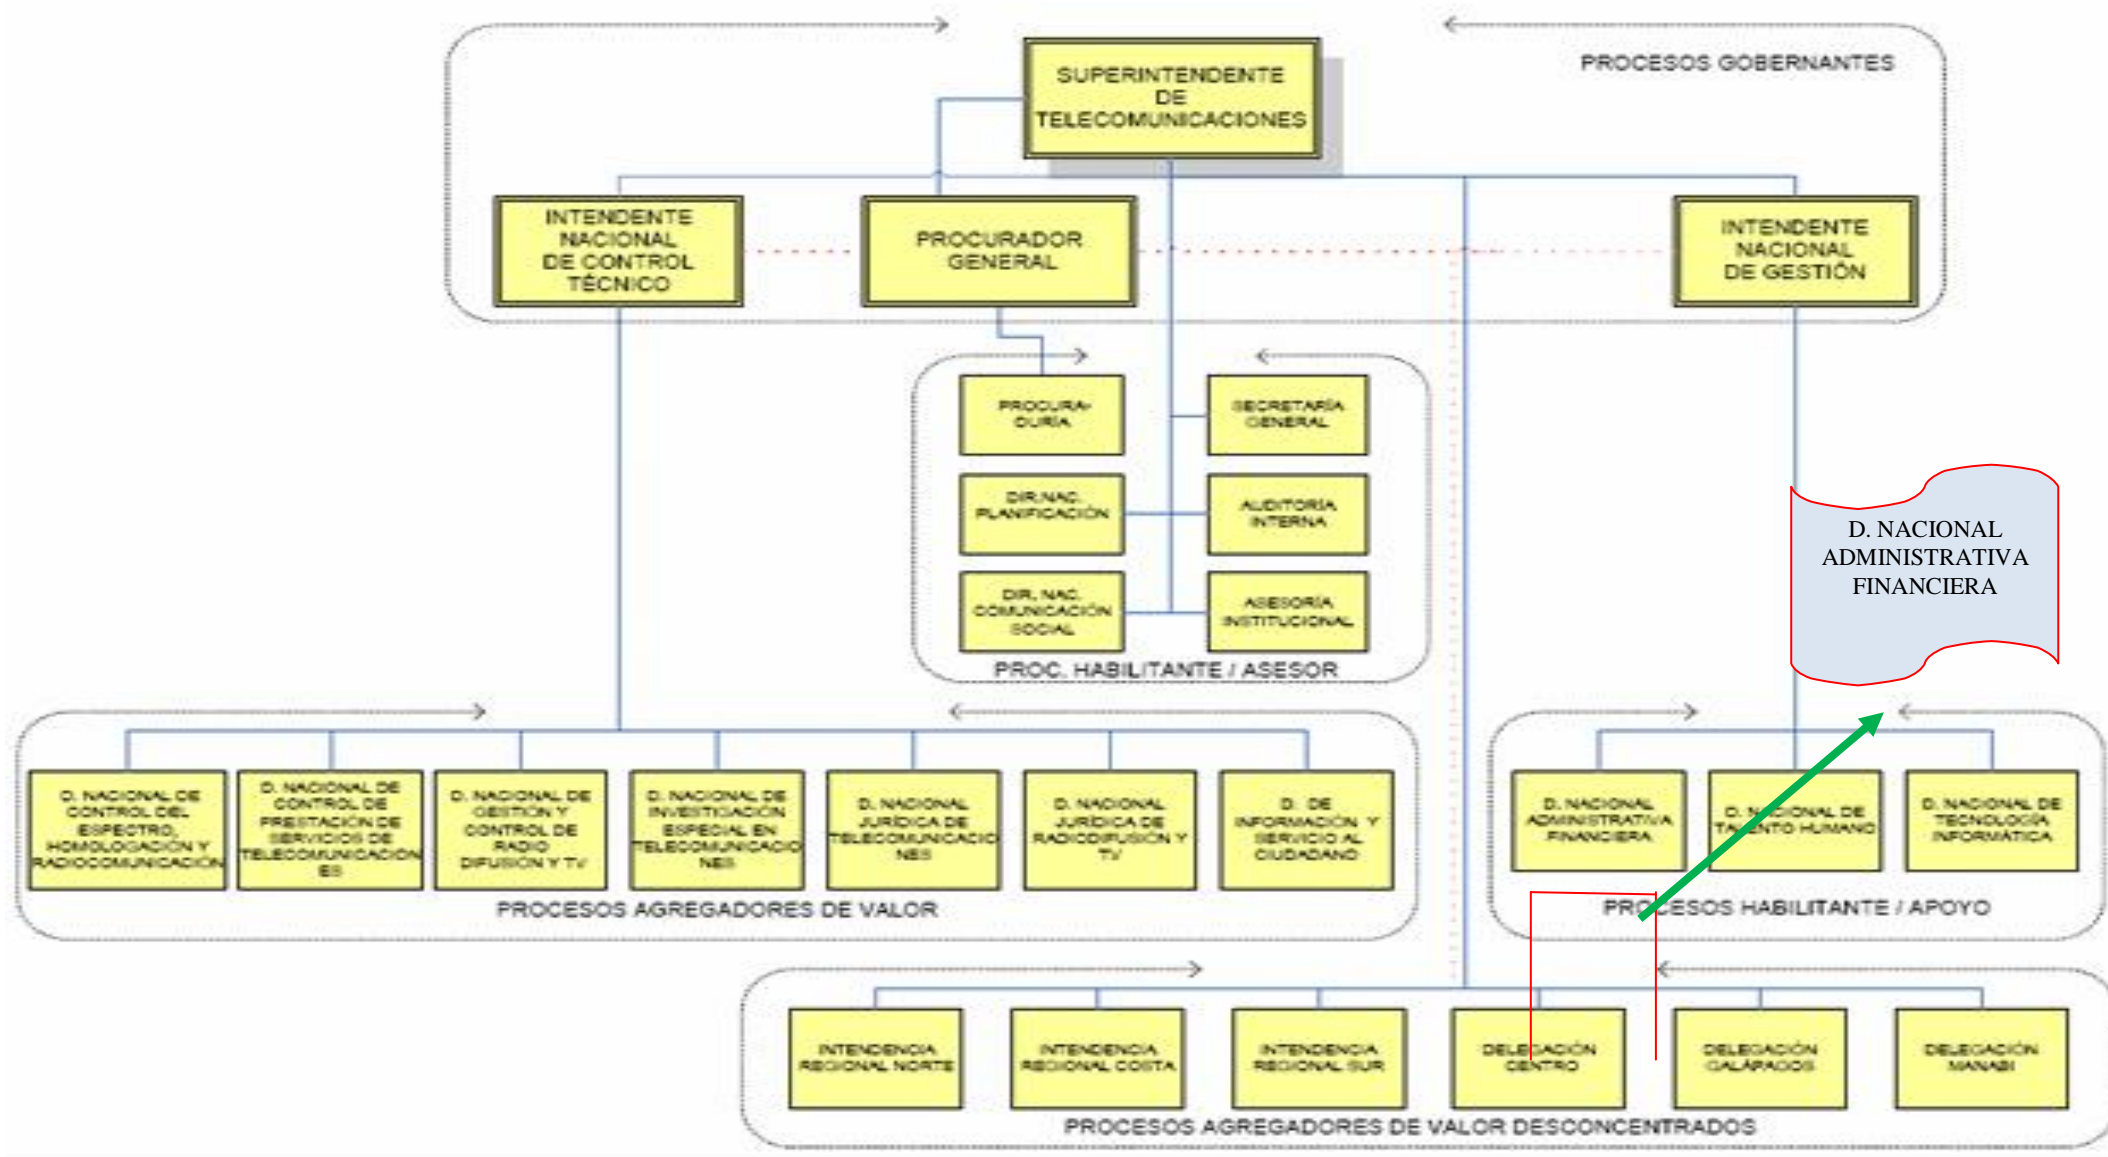 PROCESOS GOBERNANTES
SUPERINTENDENTE
DE
TELECOMUNICACIONES
INTENDENTE
NACIONAL
DE CONTROL
TÉCNICO
PROCURADOR
GENERAL
INTENDENTE
NACIONAL
DE GESTIÓN
PROCURA-
DURÍA
SECRETARÍA
GENERAL
DIR.NAC.
PLANIFICACIÓN
AUDITORÍA
INTERNA
DIR. NAC.
COMUNICACIÓN
SOCIAL
ASESORÍA
INSTITUCIONAL
PROC. HABILITANTE / ASESOR
D. NACIONAL
ADMINISTRATIVA
FINANCIERA
D. NACIONAL DE
CONTROL DEL
ESPECTRO,
HOMOLOGACIÓN Y
RADIOCOMUNICACIÓN
D. NACIONAL DE
CONTROL DE
PRESTACIÓN DE
SERVICIOS DE
TELECOMUNICACION
ES
D. NACIONAL DE
GESTIÓN Y
CONTROL DE
RADIO
DIFUSIÓN Y TV
D. NACIONAL DE
INVESTIGACIÓN
ESPECIAL EN
TELECOMUNICACIO
NES
D. NACIONAL
JURÍDICA DE
TELECOMUNICACIO
NES
D. NACIONAL
JURÍDICA DE
RADIODIFUSIÓN Y
TV
D. DE
INFORMACIÓN Y
SERVICIO AL
CIUDADANO
PROCESOS AGREGADORES DE VALOR
D. NACIONAL
ADMINISTRATIVA
FINANCIERA
D. NACIONAL DE
TALENTO HUMANO
D. NACIONAL DE
TECNOLOGÍA
INFORMÁTICA
PROCESOS HABILITANTE / APOYO
INTENDENCIA
REGIONAL NORTE
INTENDENCIA
REGIONAL COSTA
INTENDENCIA
REGIONAL SUR
DELEGACIÓN
CENTRO
DELEGACIÓN
GALÁPAGOS
DELEGACIÓN
MANABI
PROCESOS AGREGADORES DE VALOR DESCONCENTRADOS